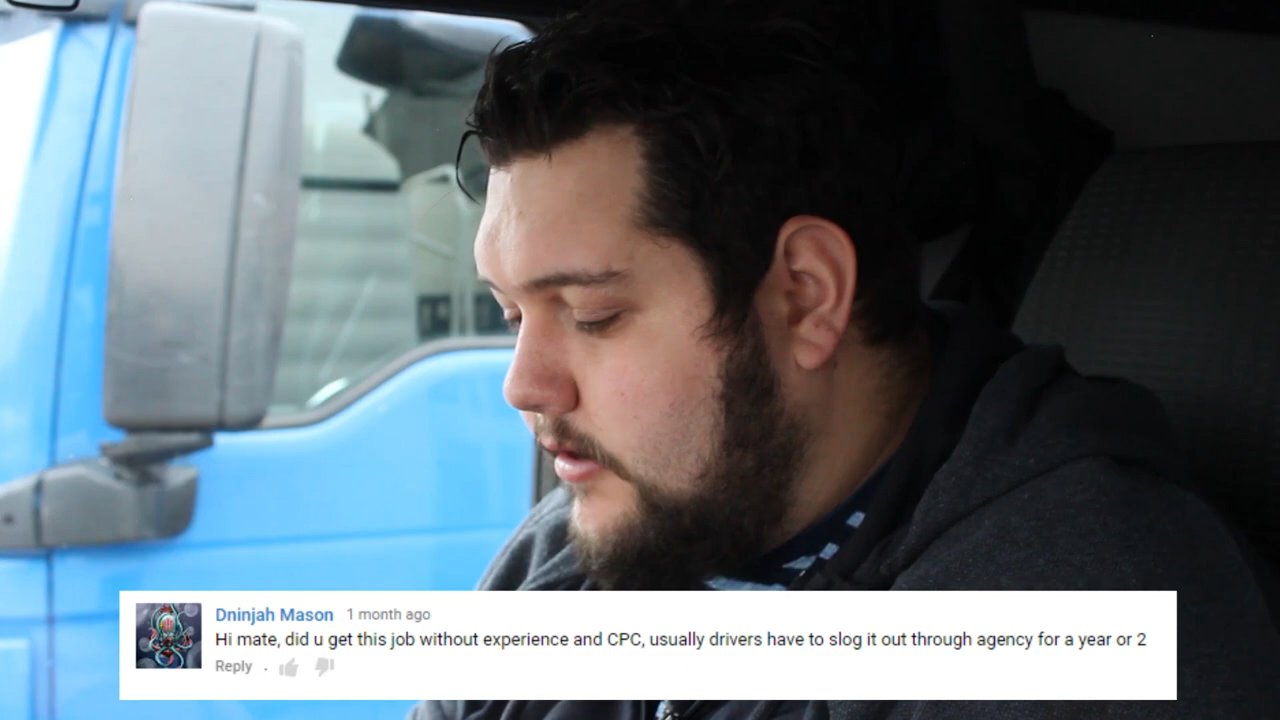 Dninjah Mason 1 month ago
Hi mate, did u get this job without experience and CPC, usually drivers have to slog it out through agency for a year or 2
Reply .